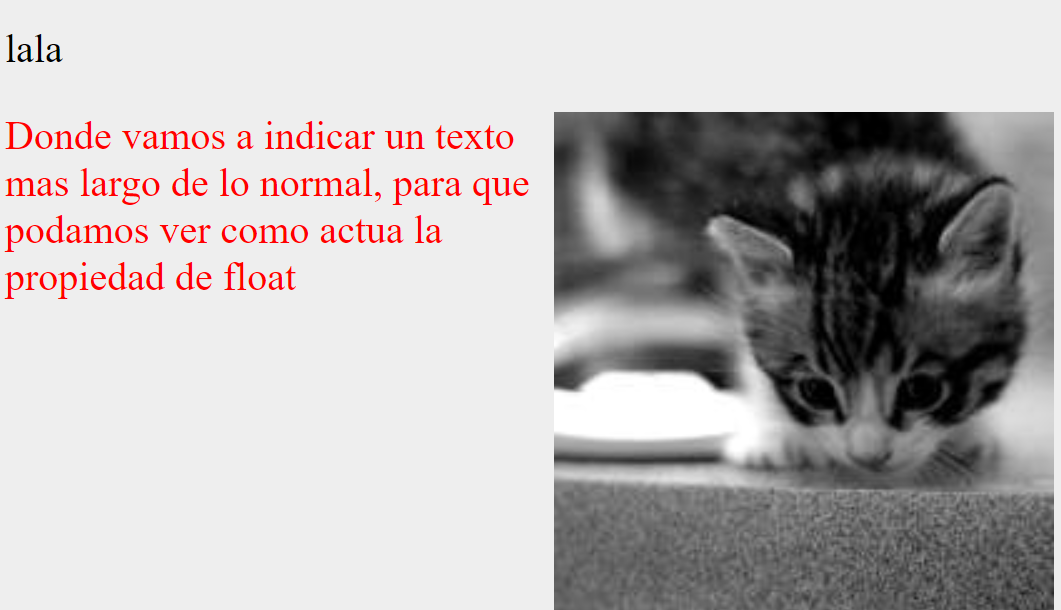 lala
Donde vamos a indicar un texto
mas largo de lo normal, para que
podamos ver como actua la
propiedad de float